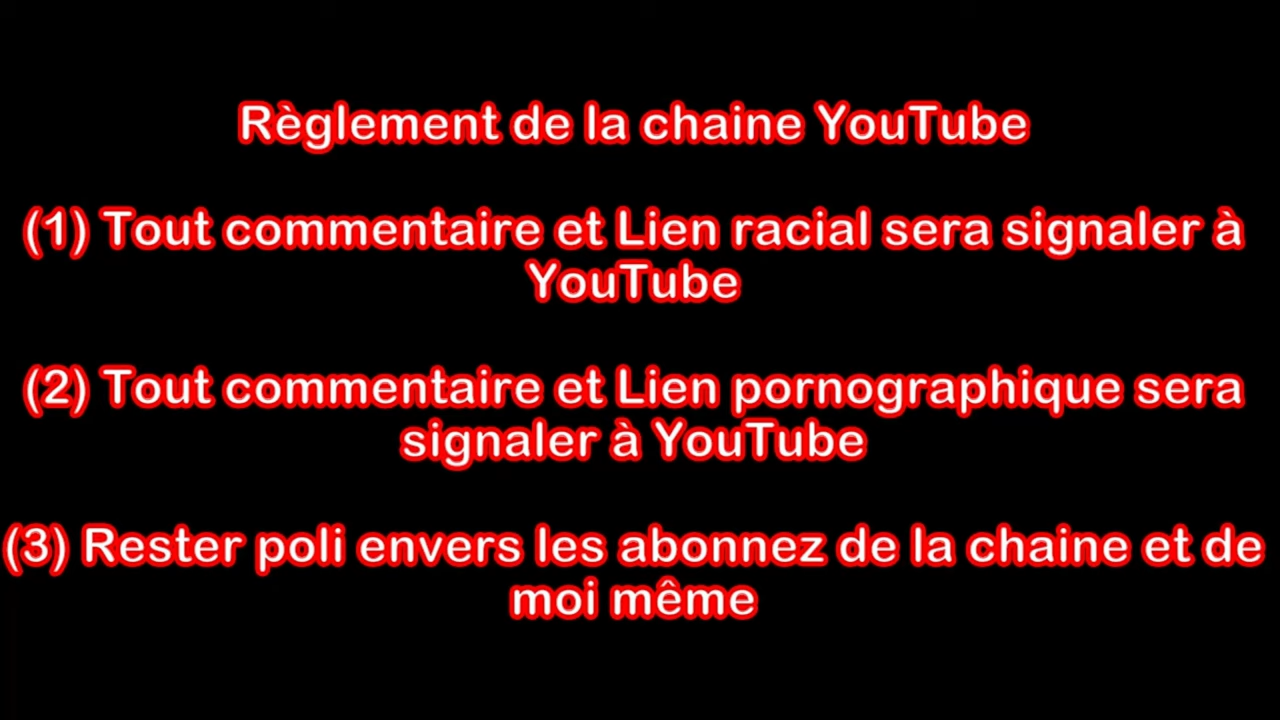 Règlement de la chaine YouTube
(1) Tout commentaire et Lien racial sera signaler à
YouTube
(2) Tout commentaire et Lien pornographique sera
signaler à YouTube
(3) Rester poli envers les abonnez de la chaine et de
moi même